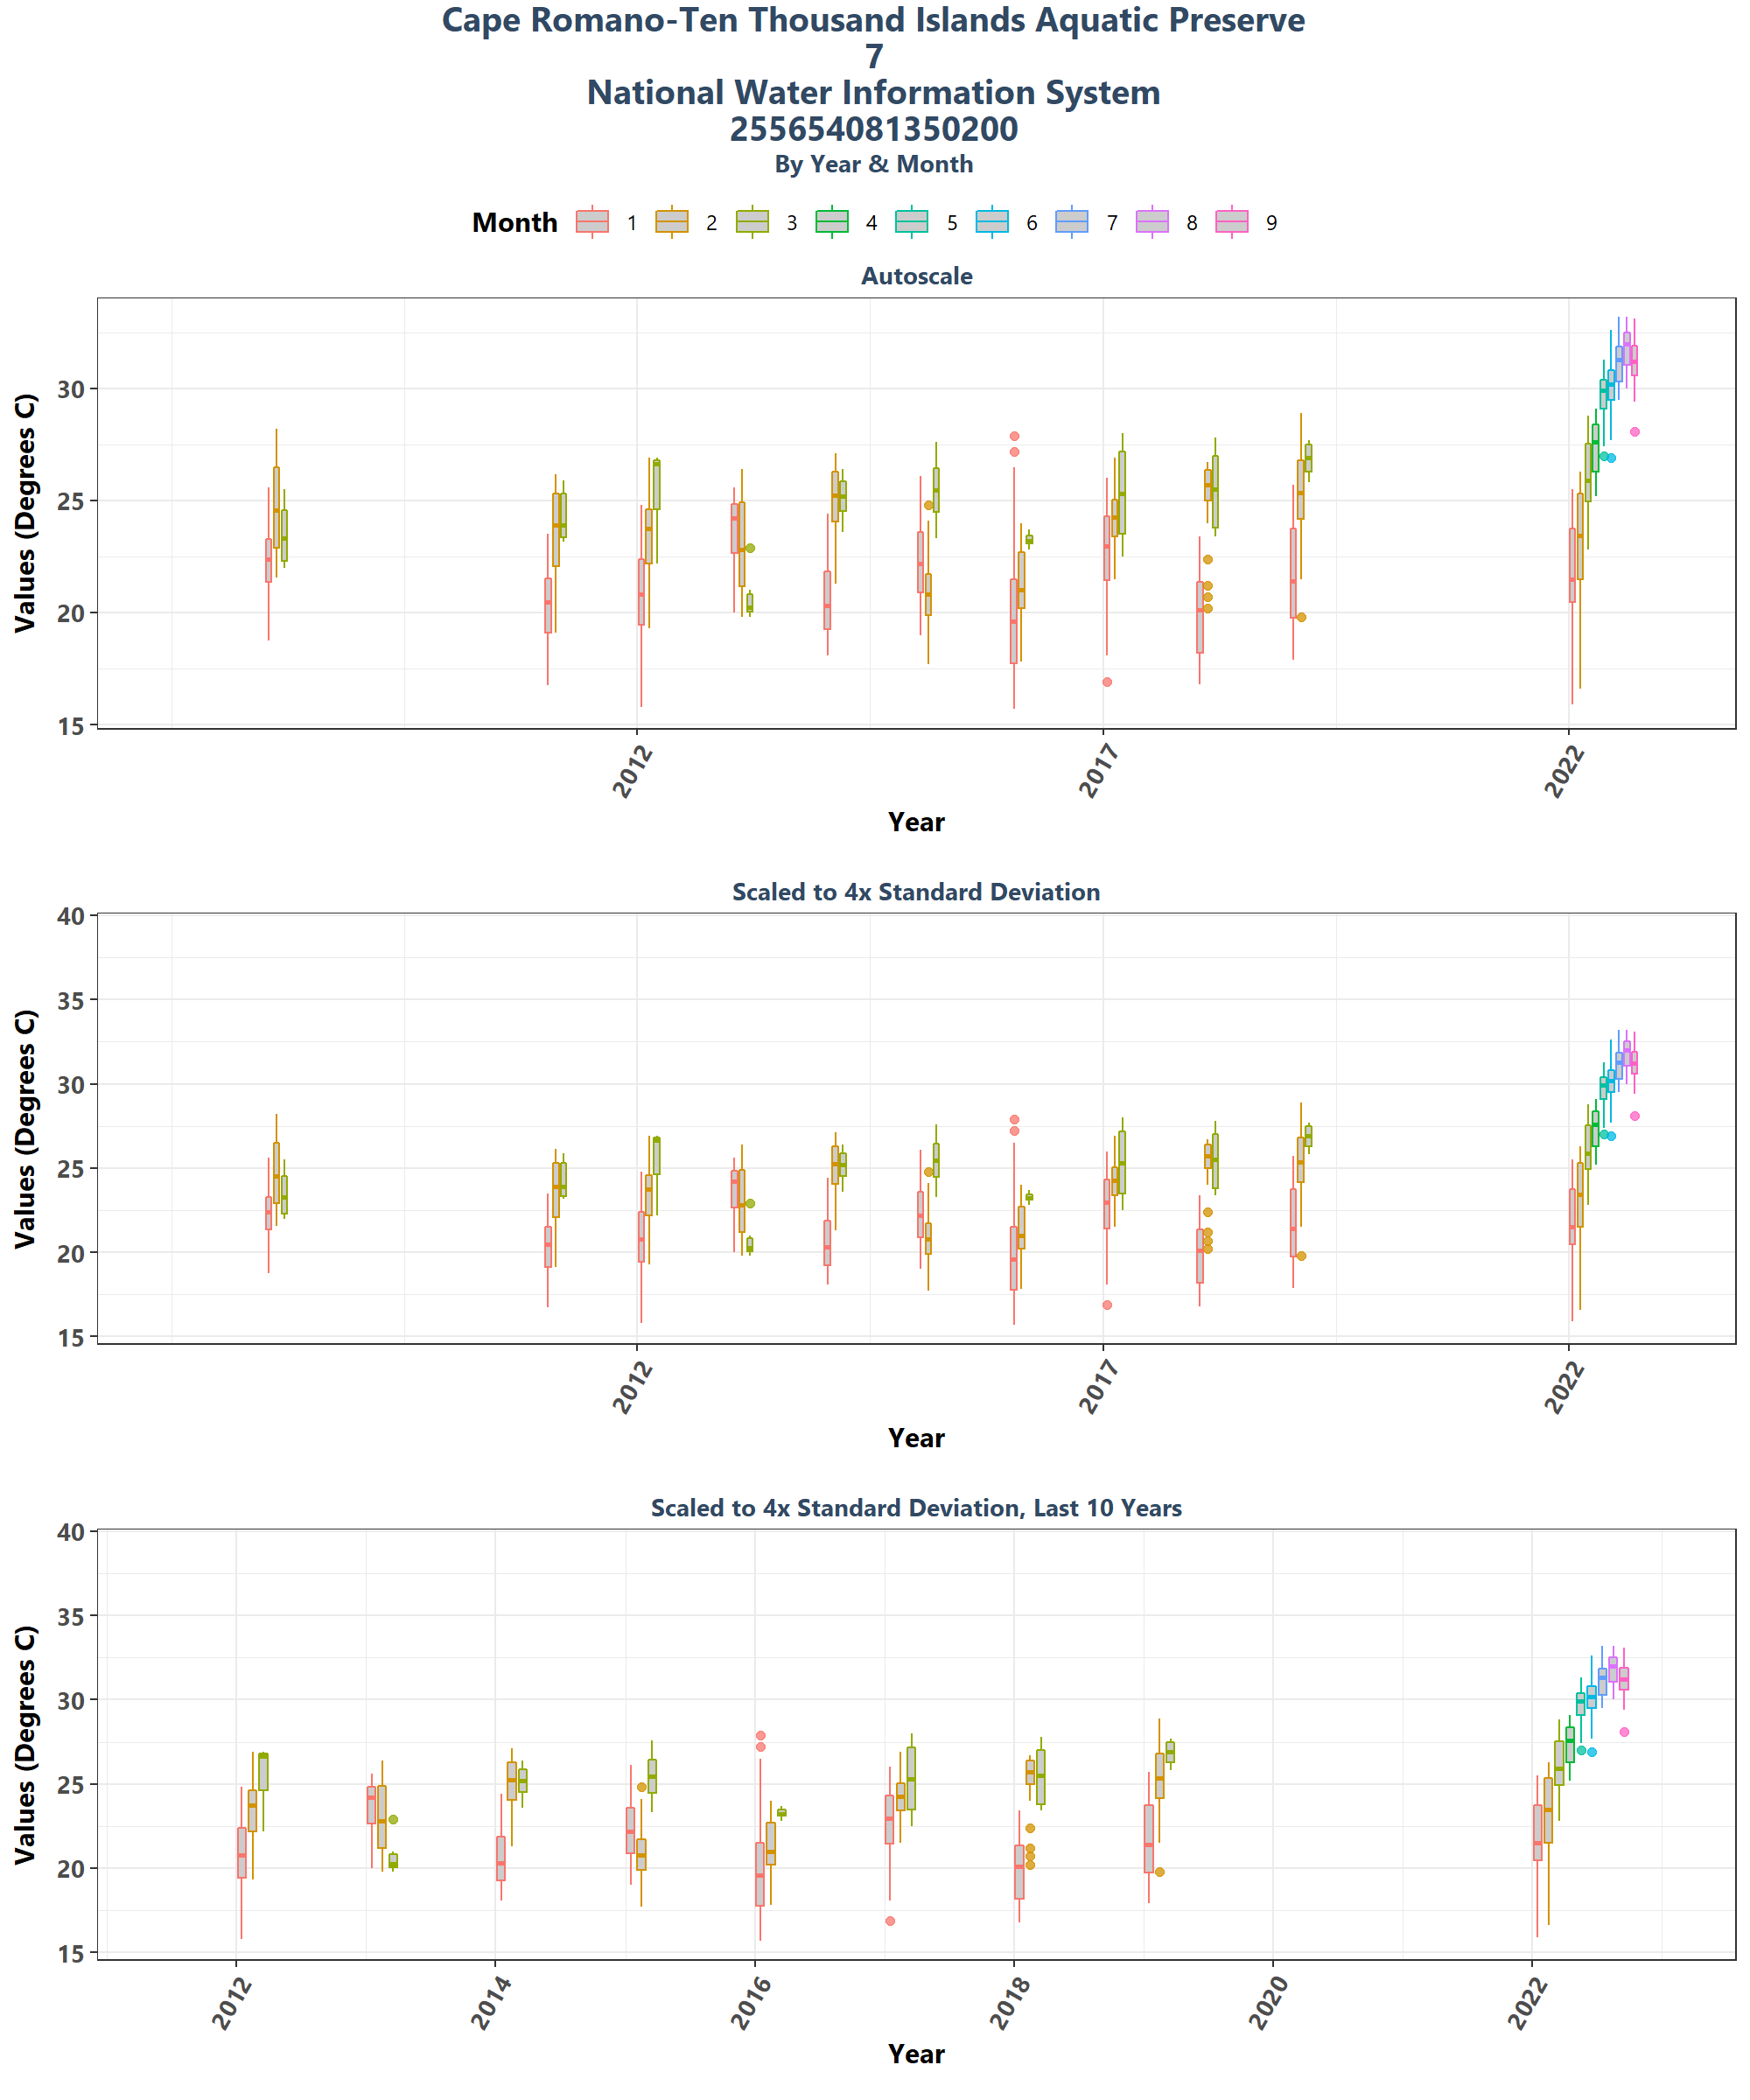 Cape Romano-Ten Thousand Islands Aquatic Preserve
7
National Water Information System
255654081350200
By Year & Month
Month 1 2 3 4 5 6 7 8 9
Autoscale
Values (Degrees C)
30
25
20
15
2012 2017 2022
Year
Scaled to 4x Standard Deviation
Values (Degrees C)
40
35
30
25
20
15
2012 2017 2022
Year
Scaled to 4x Standard Deviation, Last 10 Years
Values (Degrees C)
40
35
30
25
20
15
2012 2014 2016 2018 2020 2022
Year